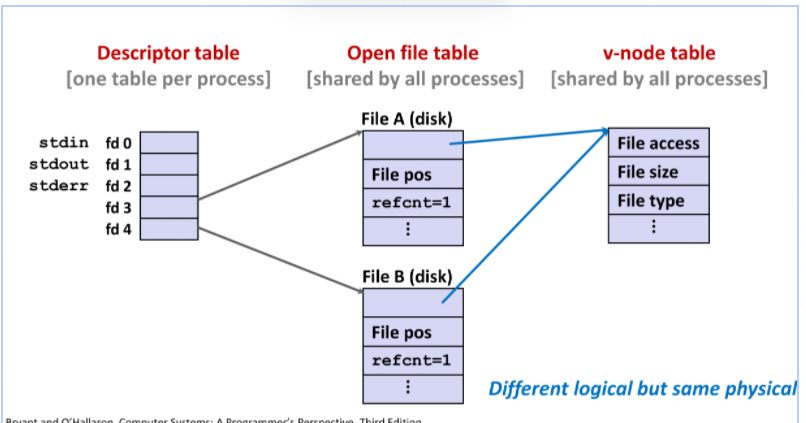 Descriptor table
[one table per process]
Open file table
[shared by all processes]
v-node table
[shared by all processes]
stdin fd 0
stdout fd 1
stderr fd 2
fd 3
fd 4
File A (disk)
File pos
refcnt=1
⋮
File B (disk)
File pos
refcnt=1
⋮
File access
File size
File type
⋮
Different logical but same physical
Bryant and O'Hallaron, Computer Systems: A Programmer's Perspective, Third Edition